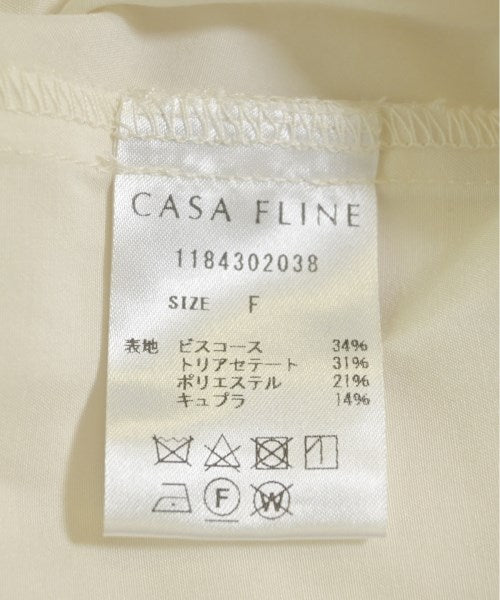 CASA FLINE
1184302038
SIZE F
表地 ビスコース 34%
トリアセテート 31%
ポリエステル 21%
キュプラ 14%
F W